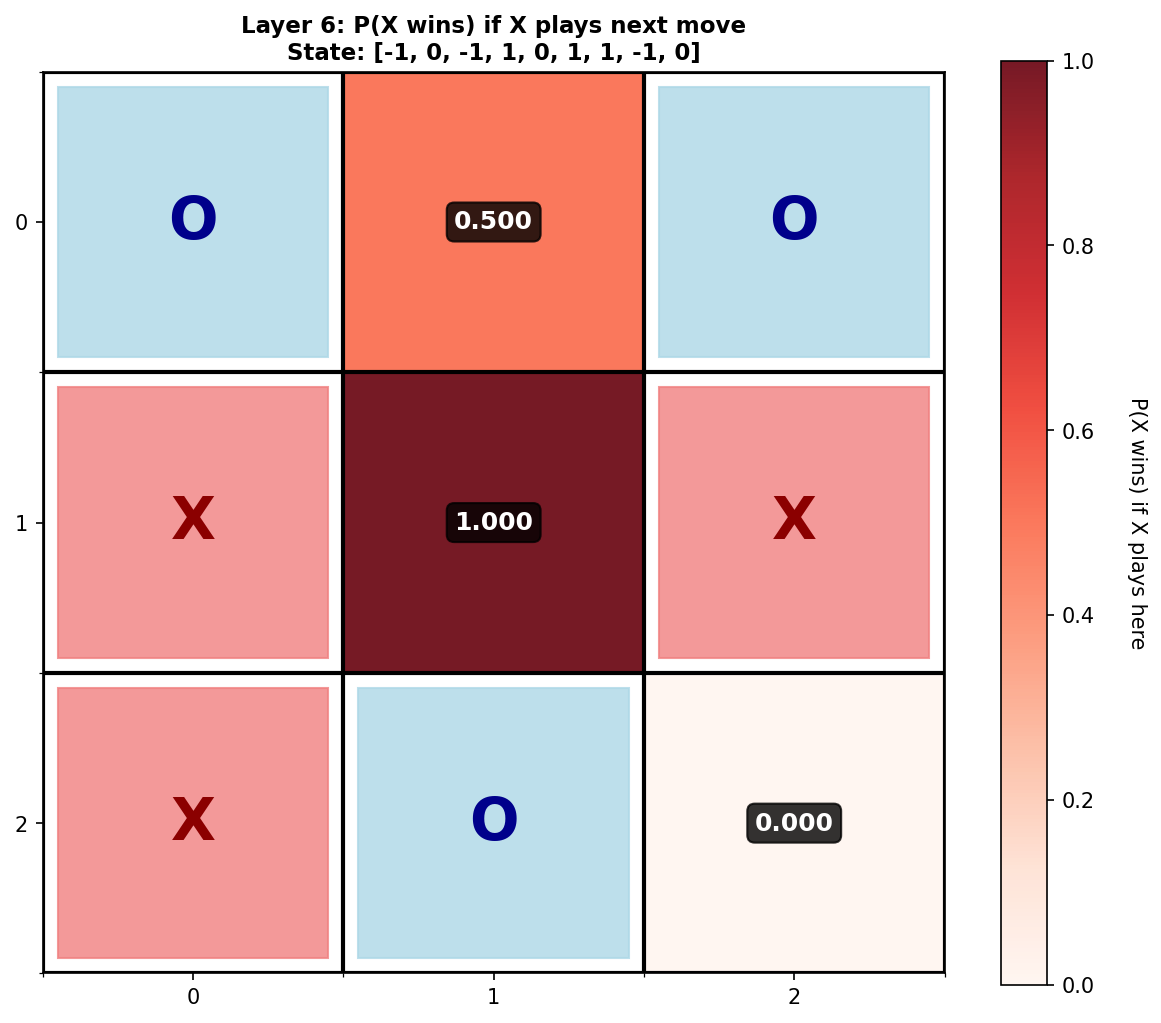 Layer 6: P(X wins) if X plays next move
State: [-1, 0, -1, 1, 0, 1, 1, -1, 0]
O
0.500
O
X
1.000
X
X
O
0.000
0
1
2
0
1
2
1.0
0.8
0.6
0.4
0.2
0.0
P(X wins) if X plays here